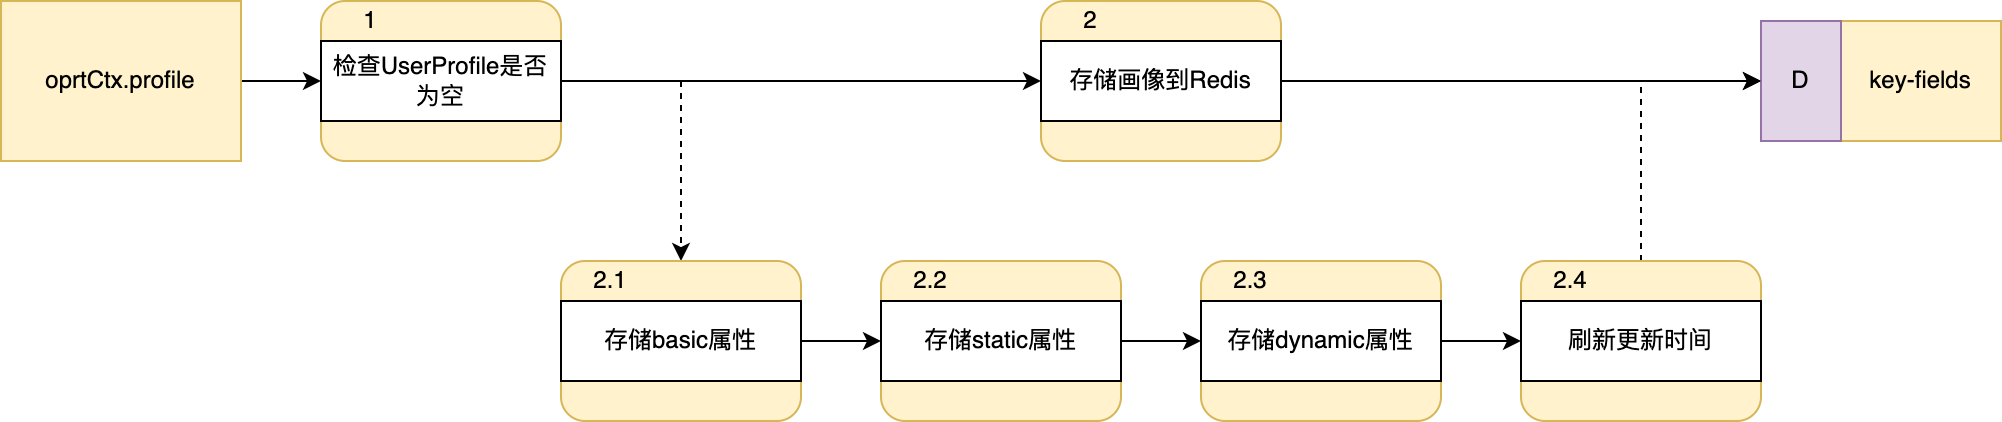 oprtCtx.profile
1
检查UserProfile是否
为空
2
存储画像到Redis
D
key-fields
2.1
存储basic属性
2.2
存储static属性
2.3
存储dynamic属性
2.4
刷新更新时间